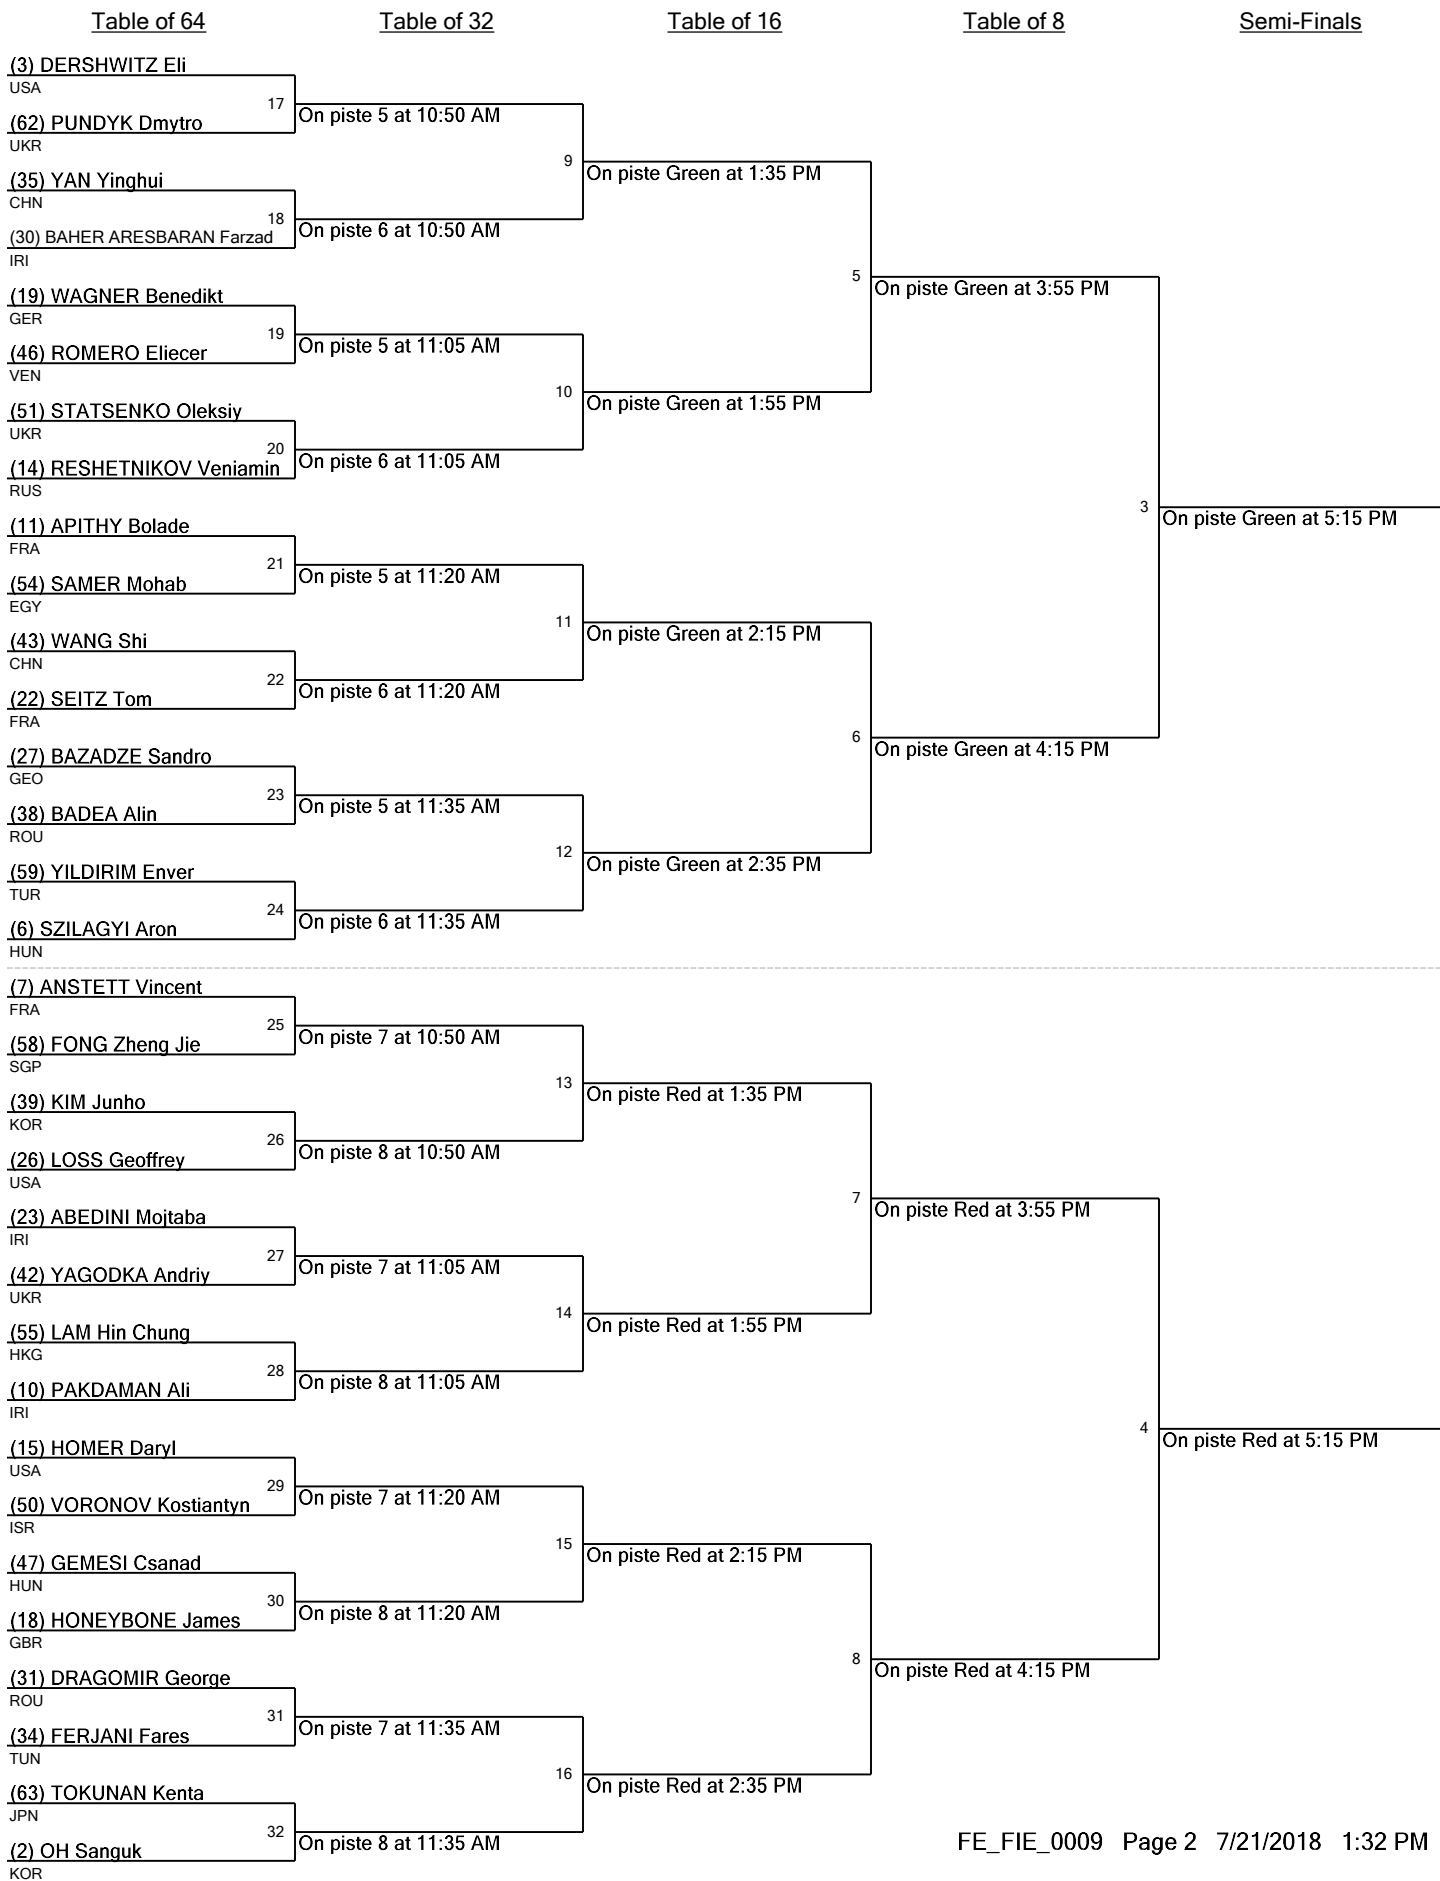 Table of 64 Table of 32 Table of 16 Table of 8 Semi-Finals
(3) DERSHWITZ Eli
USA
17
On piste 5 at 10:50 AM
(62) PUNDYK Dmytro
UKR
9
On piste Green at 1:35 PM
(35) YAN Yinghui
CHN
18
On piste 6 at 10:50 AM
(30) BAHER ARESBARAN Farzad
IRI
5
On piste Green at 3:55 PM
(19) WAGNER Benedikt
GER
19
On piste 5 at 11:05 AM
(46) ROMERO Eliecer
VEN
10
On piste Green at 1:55 PM
(51) STATSENKO Oleksiy
UKR
20
On piste 6 at 11:05 AM
(14) RESHETNIKOV Veniamin
RUS
3
On piste Green at 5:15 PM
(11) APITHY Bolade
FRA
21
On piste 5 at 11:20 AM
(54) SAMER Mohab
EGY
11
On piste Green at 2:15 PM
(43) WANG Shi
CHN
22
On piste 6 at 11:20 AM
(22) SEITZ Tom
FRA
6
On piste Green at 4:15 PM
(27) BAZADZE Sandro
GEO
23
On piste 5 at 11:35 AM
(38) BADEA Alin
ROU
12
On piste Green at 2:35 PM
(59) YILDIRIM Enver
TUR
24
On piste 6 at 11:35 AM
(6) SZILAGYI Aron
HUN
(7) ANSTETT Vincent
FRA
25
On piste 7 at 10:50 AM
(58) FONG Zheng Jie
SGP
13
On piste Red at 1:35 PM
(39) KIM Junho
KOR
26
On piste 8 at 10:50 AM
(26) LOSS Geoffrey
USA
7
On piste Red at 3:55 PM
(23) ABEDINI Mojtaba
IRI
27
On piste 7 at 11:05 AM
(42) YAGODKA Andriy
UKR
14
On piste Red at 1:55 PM
(55) LAM Hin Chung
HKG
28
On piste 8 at 11:05 AM
(10) PAKDAMAN Ali
IRI
4
On piste Red at 5:15 PM
(15) HOMER Daryl
USA
29
On piste 7 at 11:20 AM
(50) VORONOV Kostiantyn
ISR
15
On piste Red at 2:15 PM
(47) GEMESI Csanad
HUN
30
On piste 8 at 11:20 AM
(18) HONEYBONE James
GBR
8
On piste Red at 4:15 PM
(31) DRAGOMIR George
ROU
31
On piste 7 at 11:35 AM
(34) FERJANI Fares
TUN
16
On piste Red at 2:35 PM
(63) TOKUNAN Kenta
JPN
32
On piste 8 at 11:35 AM
(2) OH Sanguk
KOR
FE_FIE_0009 Page 2 7/21/2018 1:32 PM